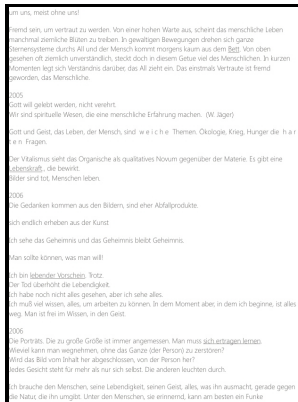 um uns, meist ohne uns!
Fremd sein, um vertraut zu werden. Von einer hohen Warte aus, scheint das menschliche Leben
manchmal ziemliche Blüten zu treiben. In gewaltigen Bewegungen drehen sich ganze
Sternensysteme durchs All und der Mensch kommt morgens kaum aus dem Bett. Von oben
gesehen oft ziemlich unverständlich, steckt doch in diesem Getue viel des Menschlichen. In kurzen
Momenten legt sich Verständnis darüber, das All zieht ein. Das einstmals Vertraute ist fremd
geworden, das Menschliche.
2005
Gott will gelebt werden, nicht verehrt.
Wir sind spirituelle Wesen, die eine menschliche Erfahrung machen. (W. Jäger)
Gott und Geist, das Leben, der Mensch, sind w e i c h e Themen. Ökologie, Krieg, Hunger die h a r
t e n Fragen.
Der Vitalismus sieht das Organische als qualitatives Novum gegenüber der Materie. Es gibt eine
Lebenskraft , die bewirkt.
Bilder sind tot, Menschen leben.
2006
Die Gedanken kommen aus den Bildern, sind eher Abfallprodukte.
sich endlich erheben aus der Kunst
Ich sehe das Geheimnis und das Geheimnis bleibt Geheimnis.
Man sollte können, was man will!
Ich bin lebender Vorschein. Trotz.
Der Tod überhöht die Lebendigkeit.
Ich habe noch nicht alles gesehen, aber ich sehe alles.
Ich muß viel wissen, alles, um arbeiten zu können. In dem Moment aber, in dem ich beginne, ist alles
weg. Man ist frei im Wissen, in den Geist.
2006
Die Porträts. Die zu große Größe ist immer angemessen. Man muss sich ertragen lernen.
Wieviel kann man wegnehmen, ohne das Ganze (der Person) zu zerstören?
Wird das Bild vom Inhalt her abgeschlossen, von der Person her?
Jedes Gesicht steht für mehr als nur sich selbst. Die anderen leuchten durch.
Ich brauche den Menschen, seine Lebendigkeit, seinen Geist, alles, was ihn ausmacht, gerade gegen
die Natur, die ihn umgibt. Unter den Menschen, sie errinernd, kann am besten ein Funke